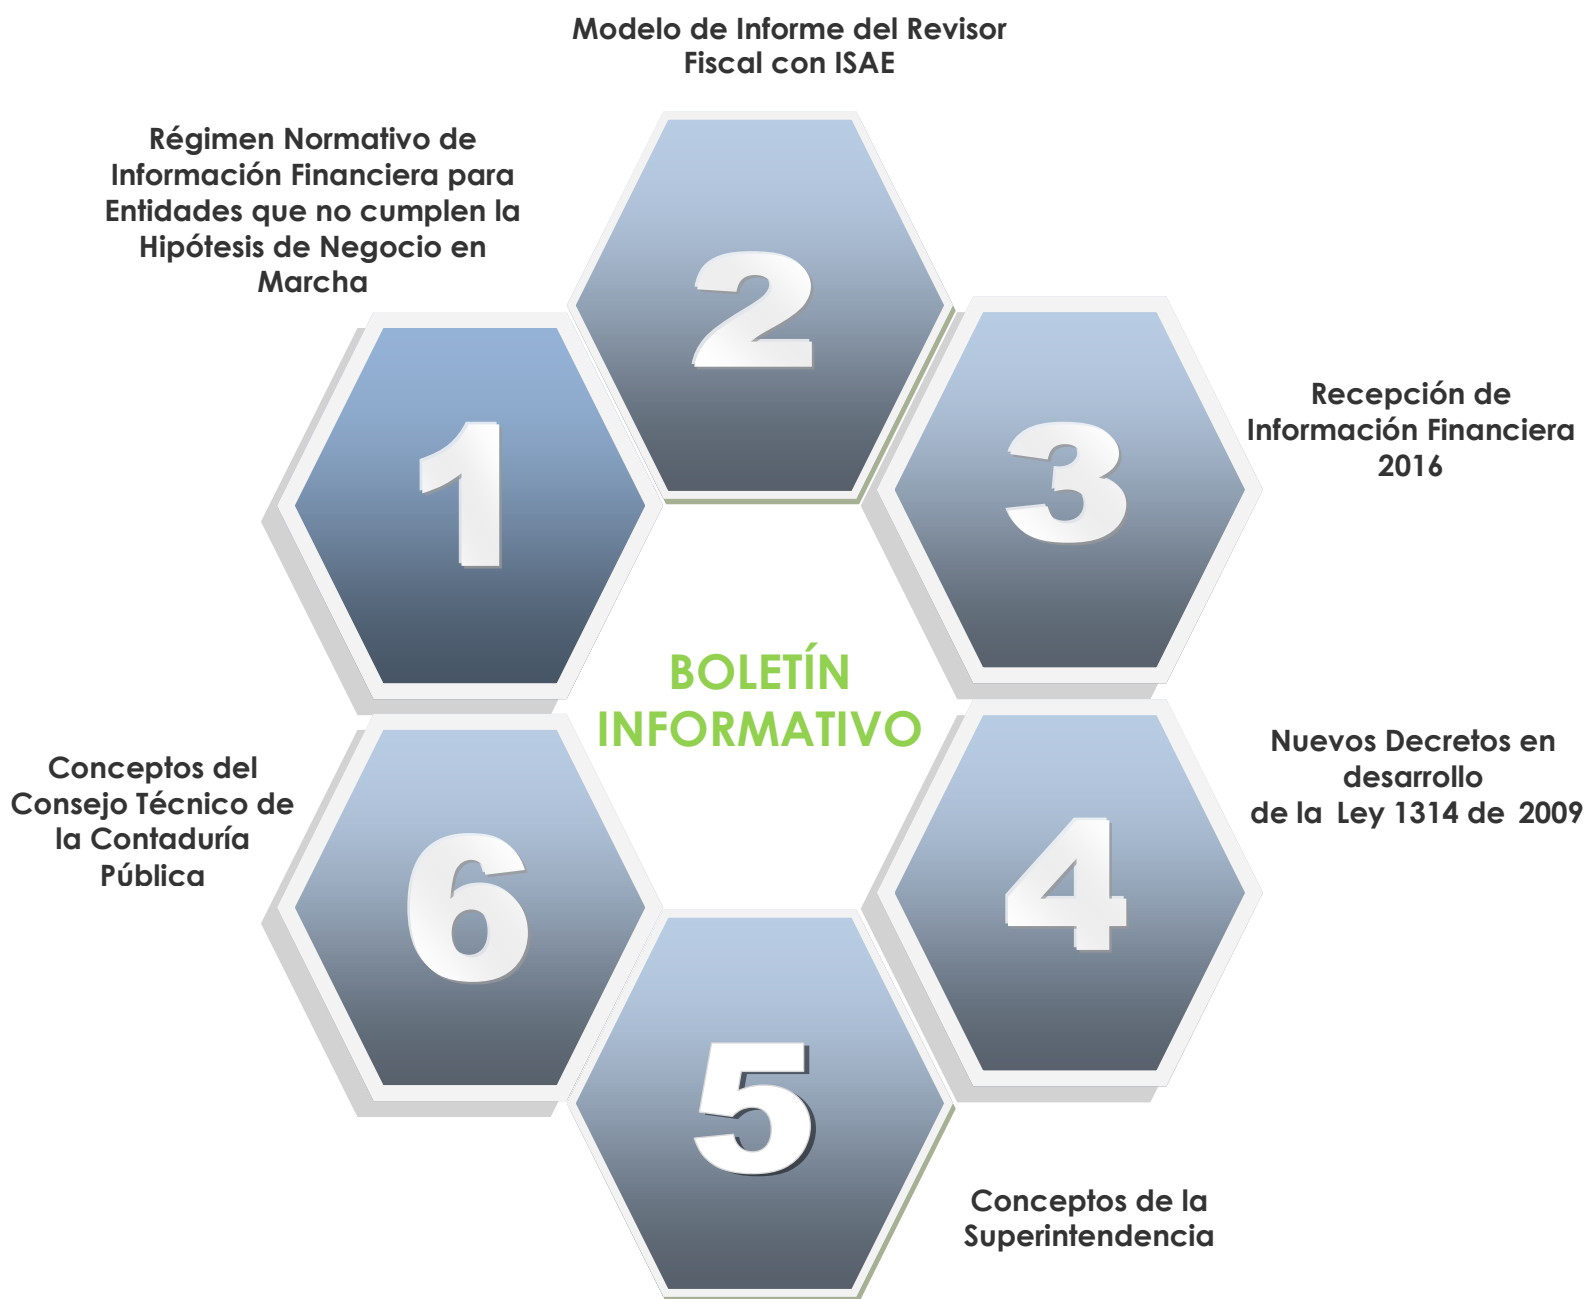 Modelo de Informe del Revisor
Fiscal con ISAE
Régimen Normativo de
Información Financiera para
Entidades que no cumplen la
Hipótesis de Negocio en
Marcha
2
1
3
Recepción de
Información Financiera
2016
BOLETÍN
INFORMATIVO
Nuevos Decretos en
desarrollo
de la Ley 1314 de 2009
4
Conceptos del
Consejo Técnico de
la Contaduría
Pública
6
5
Conceptos de la
Superintendencia